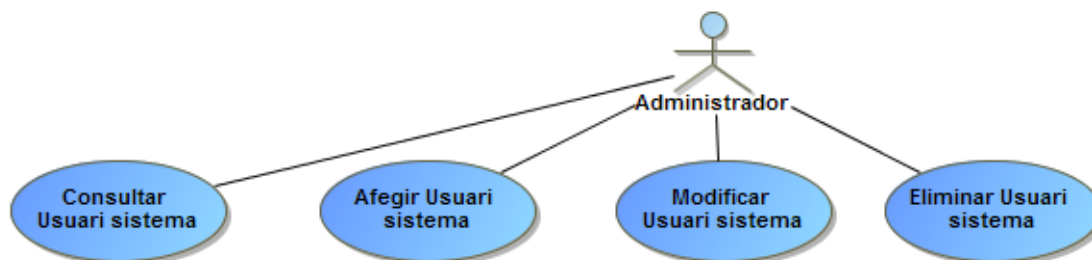 Administrador
Consultar
Usuari sistema
Afegir Usuari
sistema
Modificar
Usuari sistema
Eliminar Usuari
sistema